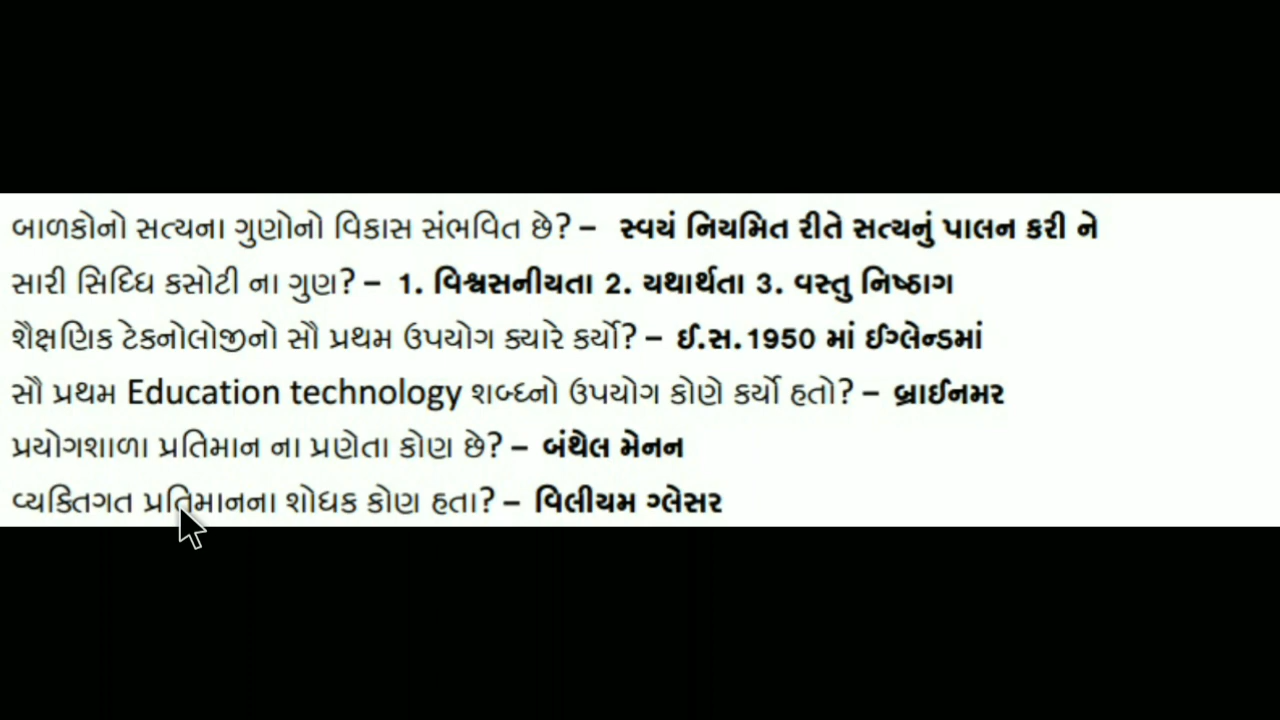 બાળકોનો સત્યના ગુણોનો વિકાસ સંભવિત છે? – સ્વયં નિયમિત રીતે સત્યનું પાલન કરી ને
સારી સિધ્ધિ કસોટી ના ગુણ? – 1. વિશ્વસનીયતા 2. યથાર્થતા 3. વસ્તુ નિષ્ઠાગ
શૈક્ષણિક ટેકનોલોજીનો સૌ પ્રથમ ઉપયોગ ક્યારે કર્યો? – ઈ.સ.1950 માં ઈગ્લેન્ડમાં
સૌ પ્રથમ Education technology શબ્દનો ઉપયોગ કોણે કર્યો હતો? – બ્રાઈનમર
પ્રયોગશાળા પ્રતિમાન ના પ્રણેતા કોણ છે? – બંથેલ મેનન
વ્યક્તિગત પ્રતિમાનના શોધક કોણ હતા? – વિલીયમ ગ્લેસર